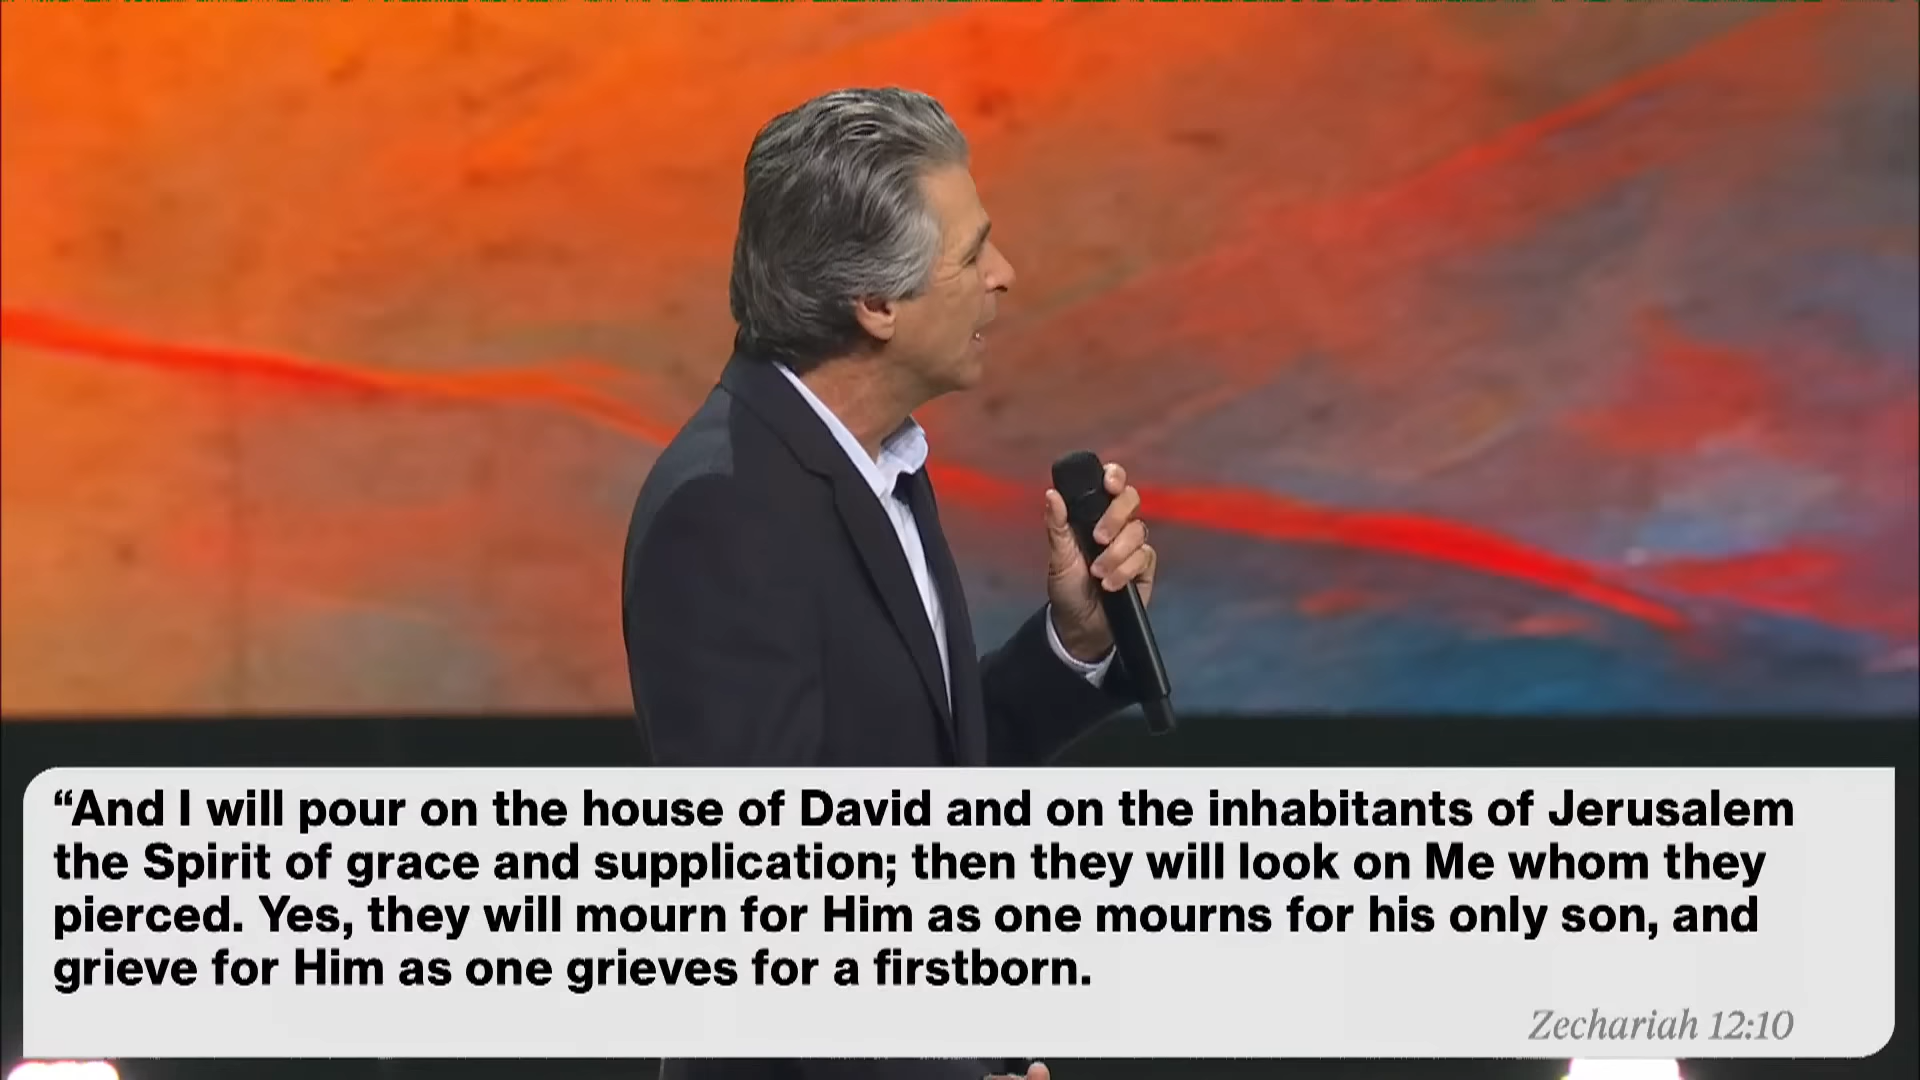 “And I will pour on the house of David and on the inhabitants of Jerusalem
the Spirit of grace and supplication; then they will look on Me whom they
pierced. Yes, they will mourn for Him as one mourns for his only son, and
grieve for Him as one grieves for a firstborn.
Zechariah 12:10